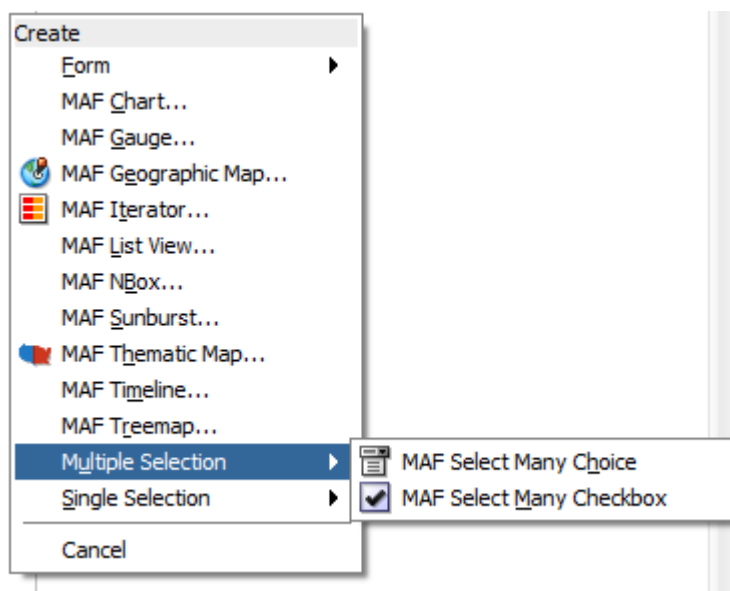 Create
Form
MAF Chart...
MAF Gauge...
MAF Geographic Map...
MAF Iterator...
MAF List View...
MAF NBox...
MAF Sunburst...
MAF Thematic Map...
MAF Timeline...
MAF Treemap...
Multiple Selection
MAF Select Many Choice
Single Selection
MAF Select Many Checkbox
Cancel